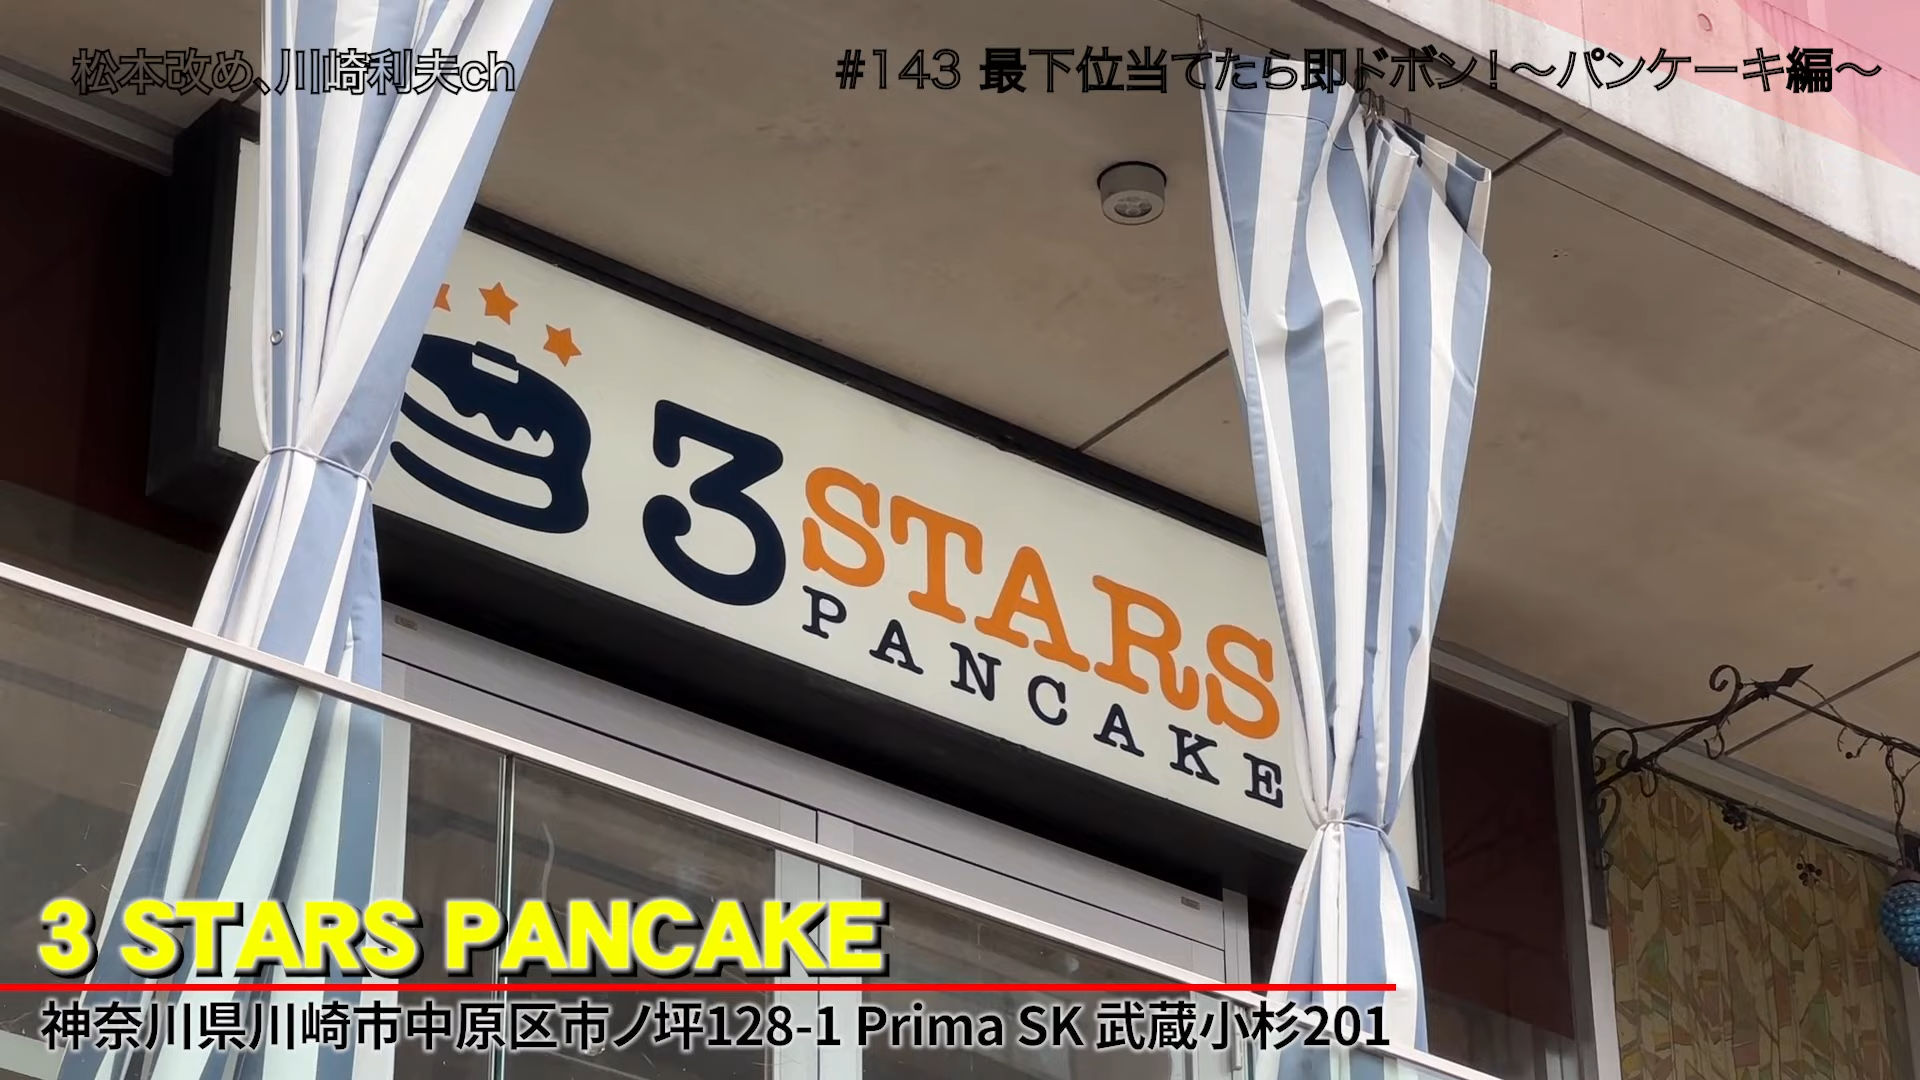 松本改め、川崎利夫ch
#143 最下位当てたら即ドボン!～パンケーキ編～
3 STARS
PANCAKE
3 STARS PANCAKE
神奈川県川崎市中原区市ノ坪128-1 Prima SK 武蔵小杉201